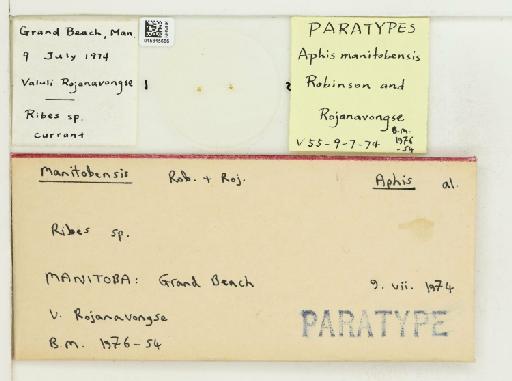 Grand Beach, Man.
9 July 1974
Valuli Rojanavongse
Ribes sp.
currant
1
2
PARATYPES
Aphis manitobensis
Robinson and
Rojanavongse
B.M.
1976
-54
V55-9-7-74
Manitobensis Rob. + Roj. Aphis al.
Ribes sp.
MANITOBA: Grand Beach 9. vii. 1974
V. Rojanavongse
PARATYPE
B.M. 1976-54